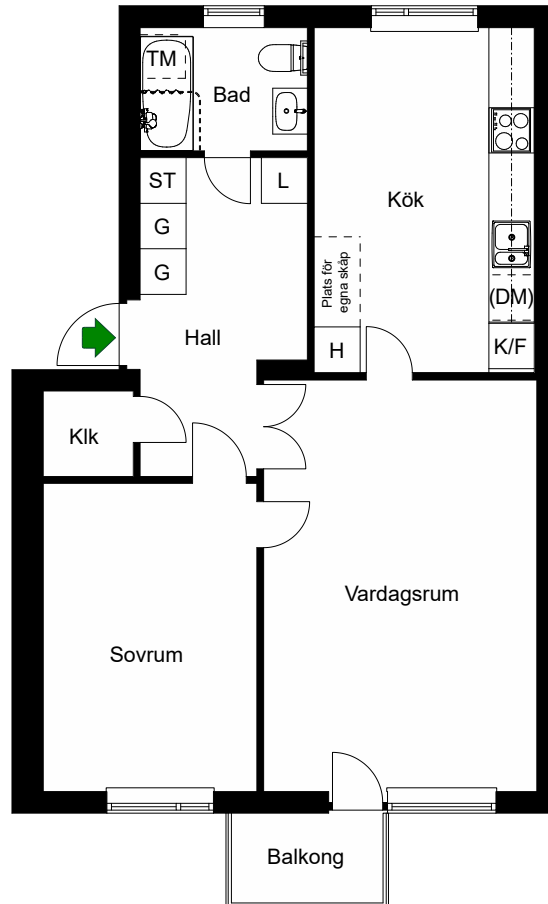 TM
Bad
ST
L
G
G
Kök
Plats för
egna skåp
(DM)
Hall
H
K/F
Klk
Vardagsrum
Sovrum
Balkong